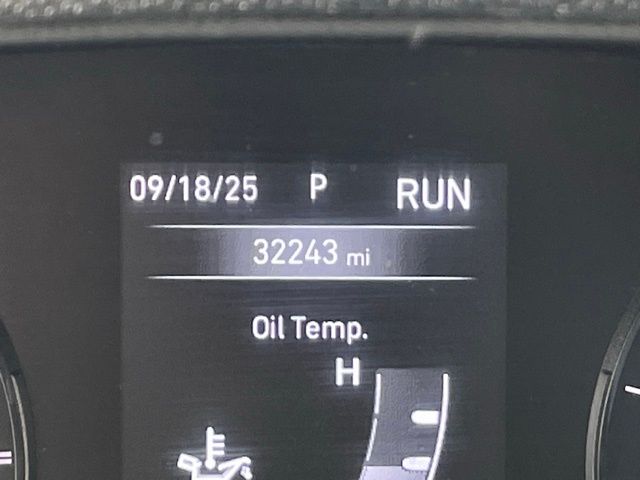 09/18/25 P RUN
32243 mi
Oil Temp.
H